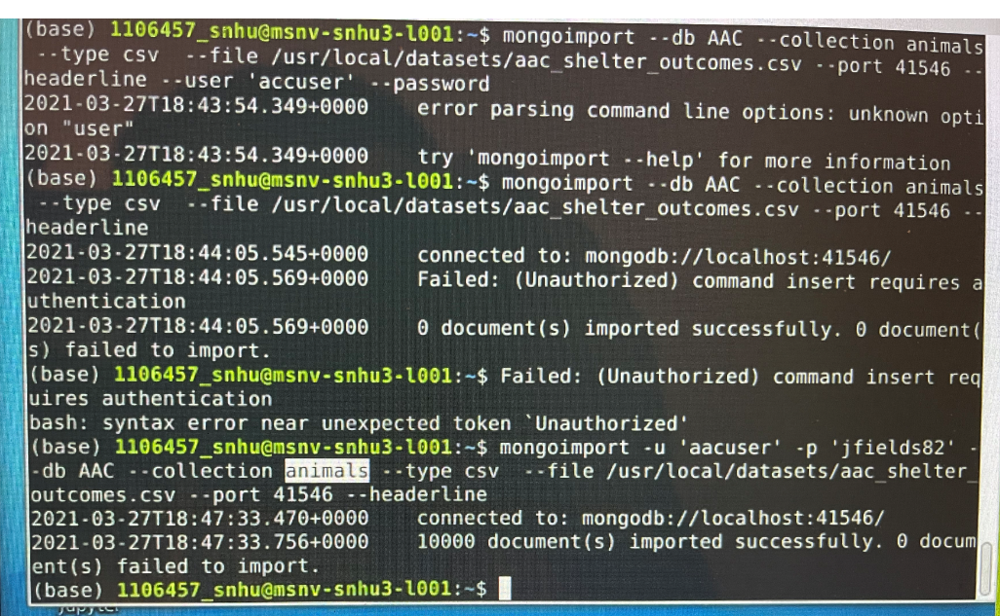 (base) 1106457_snhu@msnv-snhu3-l001:~$ mongoimport --db AAC --collection animals
 --type csv   --file /usr/local/datasets/aac_shelter_outcomes.csv --port 41546 --
headerline --user 'accuser' --password
2021-03-27T18:43:54.349+0000    error parsing command line options: unknown opti
on "user"
2021-03-27T18:43:54.349+0000    try 'mongoimport --help' for more information
(base) 1106457_snhu@msnv-snhu3-l001:~$ mongoimport --db AAC --collection animals
 --type csv   --file /usr/local/datasets/aac_shelter_outcomes.csv --port 41546 --
headerline
2021-03-27T18:44:05.545+0000    connected to: mongodb://localhost:41546/
2021-03-27T18:44:05.569+0000    Failed: (Unauthorized) command insert requires a
uthentication
2021-03-27T18:44:05.569+0000    0 document(s) imported successfully. 0 document(
s) failed to import.
(base) 1106457_snhu@msnv-snhu3-l001:~$ Failed: (Unauthorized) command insert req
uires authentication
bash: syntax error near unexpected token `Unauthorized'
(base) 1106457_snhu@msnv-snhu3-l001:~$ mongoimport -u 'aacuser' -p 'jfields82' -
-db AAC --collection animals --type csv   --file /usr/local/datasets/aac_shelter_
outcomes.csv --port 41546 --headerline
2021-03-27T18:47:33.470+0000    connected to: mongodb://localhost:41546/
2021-03-27T18:47:33.756+0000    10000 document(s) imported successfully. 0 docum
ent(s) failed to import.
(base) 1106457_snhu@msnv-snhu3-l001:~$
jupyter